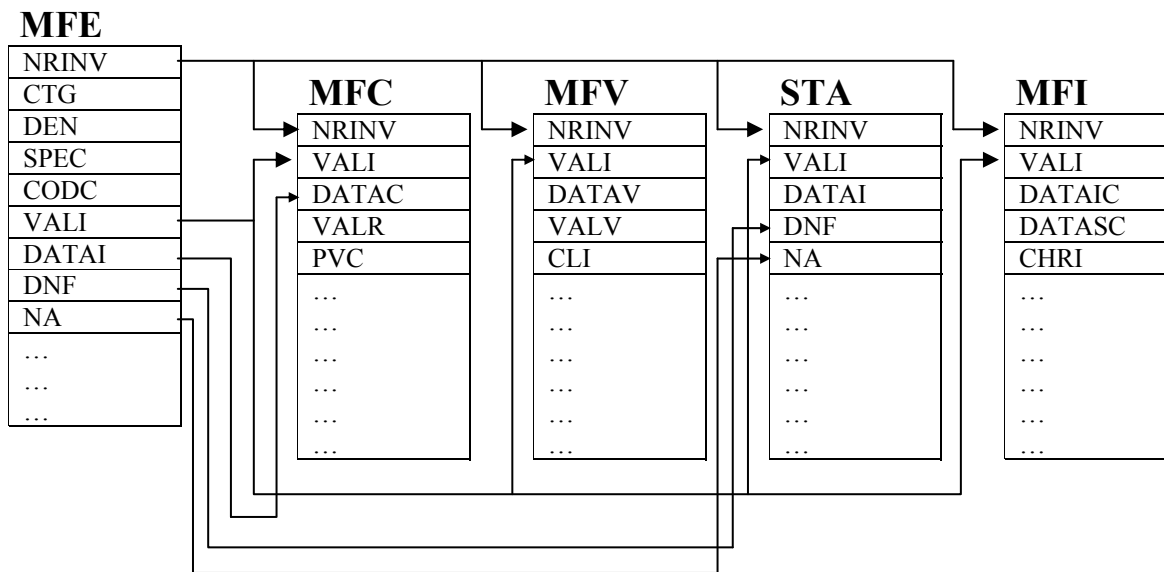 MFE
NRINV
CTG
DEN
SPEC
CODC
VALI
DATAI
DNF
NA
…
…
…
MFC
NRINV
VALI
DATAC
VALR
PVC
…
…
…
…
…
…
MFV
NRINV
VALI
DATAV
VALV
CLI
…
…
…
…
…
…
STA
NRINV
VALI
DATAI
DNF
NA
…
…
…
…
…
…
MFI
NRINV
VALI
DATAIC
DATASC
CHRI
…
…
…
…
…
…